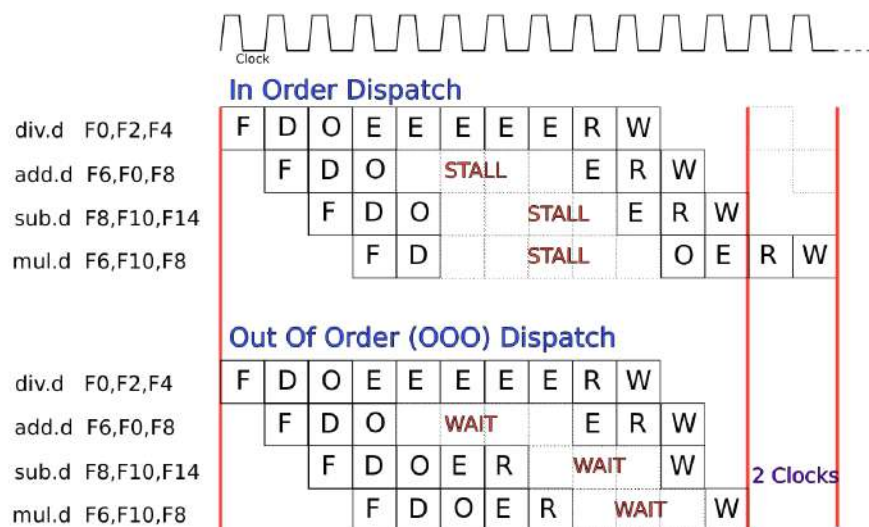 Clock
In Order Dispatch
div.d F0,F2,F4 F D O E E E E E R W
add.d F6,F0,F8 F D O STALL E R W
sub.d F8,F10,F14 F D O STALL E R W
mul.d F6,F10,F8 F D STALL O E R W
Out Of Order (OOO) Dispatch
div.d F0,F2,F4 F D O E E E E E R W
add.d F6,F0,F8 F D O WAIT E R W
sub.d F8,F10,F14 F D O E R WAIT W 2 Clocks
mul.d F6,F10,F8 F D O E R WAIT W